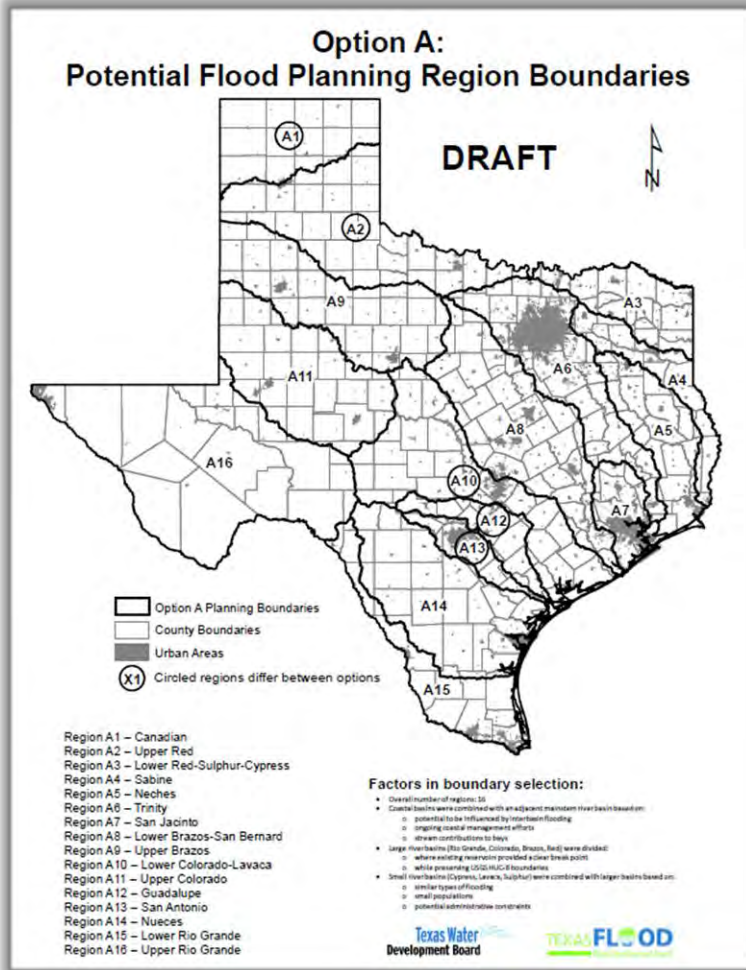 Option A:
Potential Flood Planning Region Boundaries
DRAFT
N
A1
A2
A3
A9
A4
A6
A11
A5
A8
A16
A10
A7
A12
A13
A14
A15
Option A Planning Boundaries
County Boundaries
Urban Areas
X1 Circled regions differ between options
Region A1 – Canadian
Region A2 – Upper Red
Region A3 – Lower Red-Sulphur-Cypress
Region A4 – Sabine
Region A5 – Neches
Region A6 – Trinity
Region A7 – San Jacinto
Region A8 – Lower Brazos-San Bernard
Region A9 – Upper Brazos
Region A10 – Lower Colorado-Lavaca
Region A11 – Upper Colorado
Region A12 – Guadalupe
Region A13 – San Antonio
Region A14 – Nueces
Region A15 – Lower Rio Grande
Region A16 – Upper Rio Grande
Factors in boundary selection:
• Overall number of regions: 16
• Coastal basins were combined with an adjacent mainstem river basin based on:
o potential to be influenced by interbasin flooding
o ongoing coastal management efforts
o stream contributions to bays
• Large river basins (Rio Grande, Colorado, Brazos, Red) were divided:
o where existing reservoirs provided a clear break point
o while preserving USGS HUC-8 boundaries
• Small river basins (Cypress, Lavaca, Sulphur) were combined with larger basins based on:
o similar types of flooding
o small populations
o potential administrative constraints
Texas Water
Development Board
TEXAS FLOOD